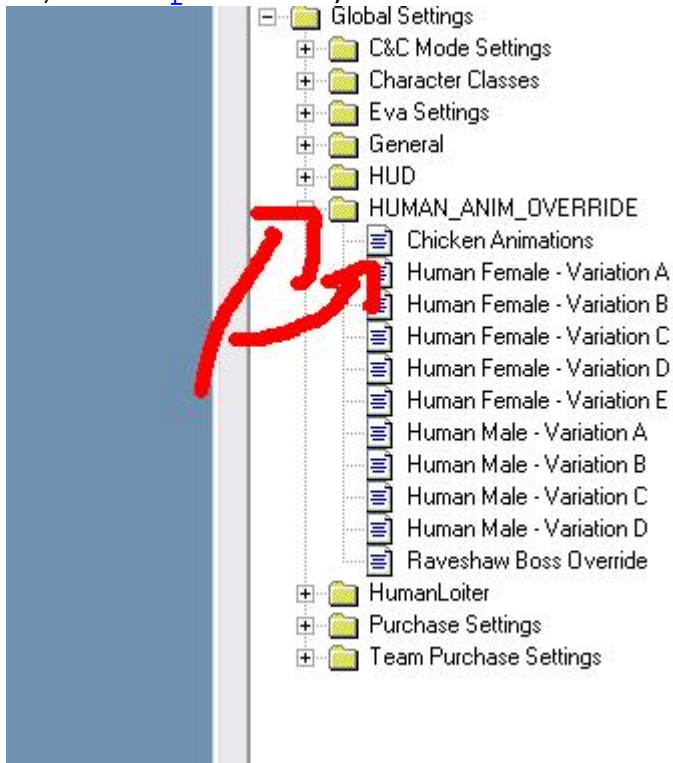 Global Settings
C&C Mode Settings
Character Classes
Eva Settings
General
HUD
HUMAN_ANIM_OVERRIDE
Chicken Animations
Human Female - Variation A
Human Female - Variation B
Human Female - Variation C
Human Female - Variation D
Human Female - Variation E
Human Male - Variation A
Human Male - Variation B
Human Male - Variation C
Human Male - Variation D
Raveshaw Boss Override
HumanLoiter
Purchase Settings
Team Purchase Settings